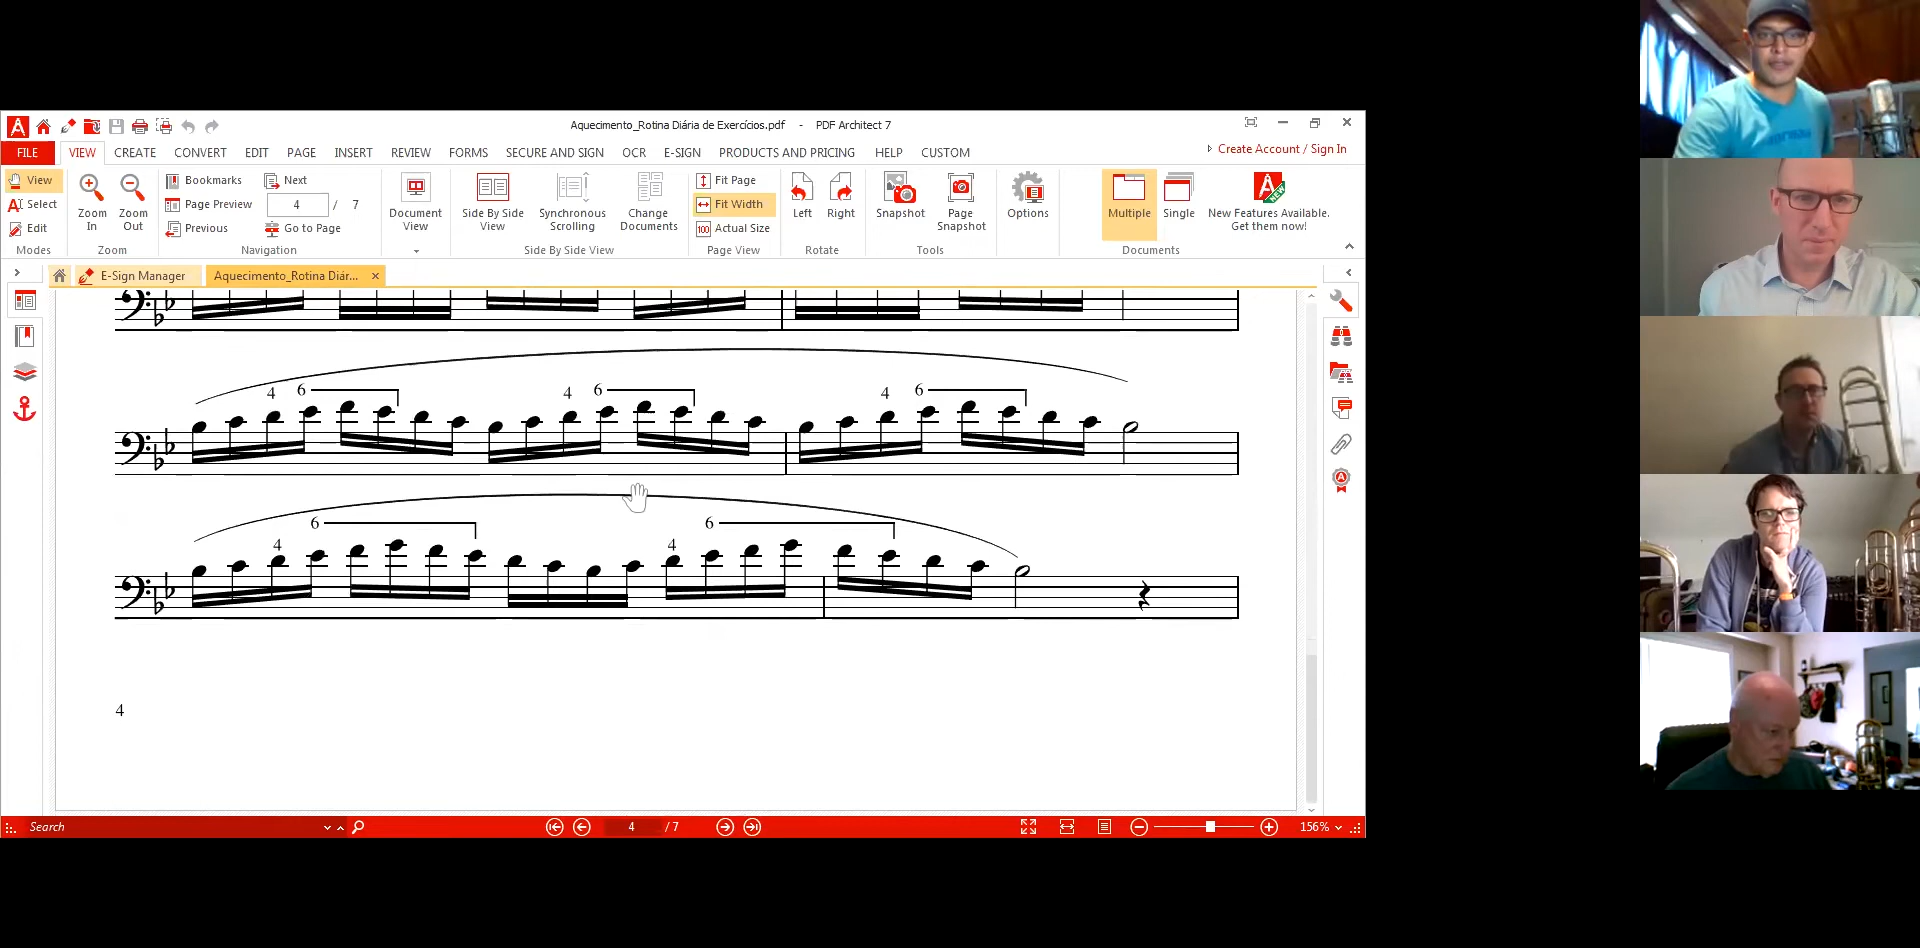 Aquecimento_Rotina Diária de Exercícios.pdf - PDF Architect 7
FILE VIEW CREATE CONVERT EDIT PAGE INSERT REVIEW FORMS SECURE AND SIGN OCR E-SIGN PRODUCTS AND PRICING HELP CUSTOM Create Account / Sign In
View
Select
Edit
Modes
Zoom In
Zoom Out
Zoom
Bookmarks Next
Page Preview 4 / 7
Previous Go to Page
Navigation
Document View
Side By Side View
Synchronous Scrolling
Change Documents
Side By Side View
Fit Page
Fit Width
100 Actual Size
Page View
Left Right
Rotate
Snapshot
Page Snapshot
Tools
Options
Multiple Single
New Features Available. Get them now!
Documents
E-Sign Manager Aquecimento_Rotina Diár...
4 6 4 6 4 6
6 6
4 4
4
Search 4 / 7 156%